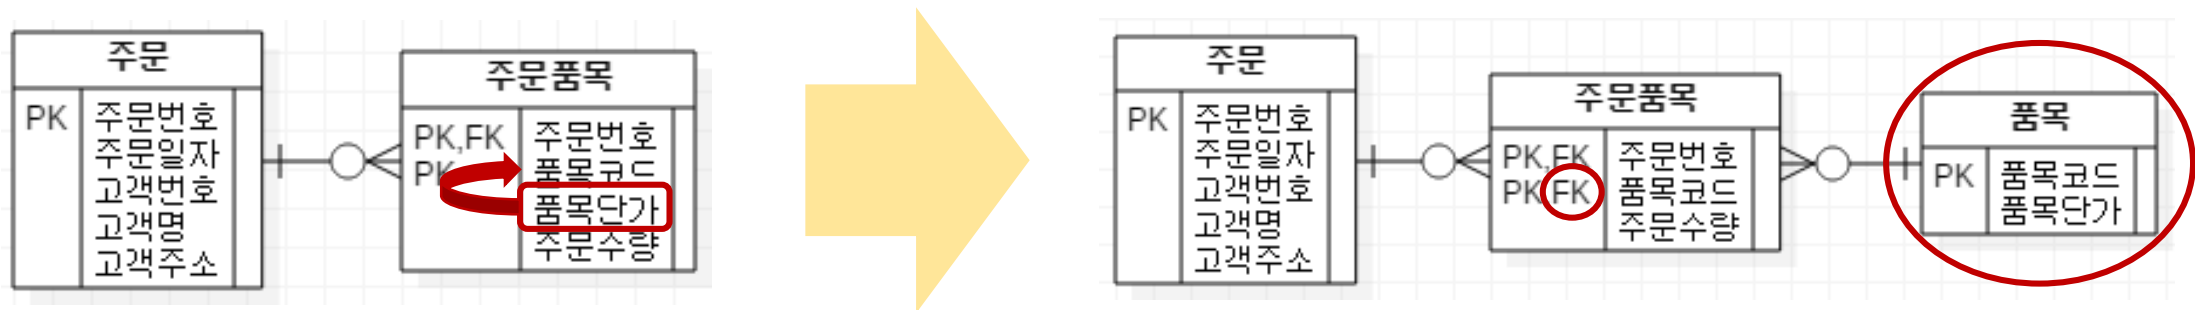 주문
PK 주문번호
주문일자
고객번호
고객명
고객주소
주문품목
PK,FK 주문번호
PK 품목코드
품목단가
주문수량
주문
PK 주문번호
주문일자
고객번호
고객명
고객주소
주문품목
PK,FK 주문번호
PK,FK 품목코드
주문수량
품목
PK 품목코드
품목단가